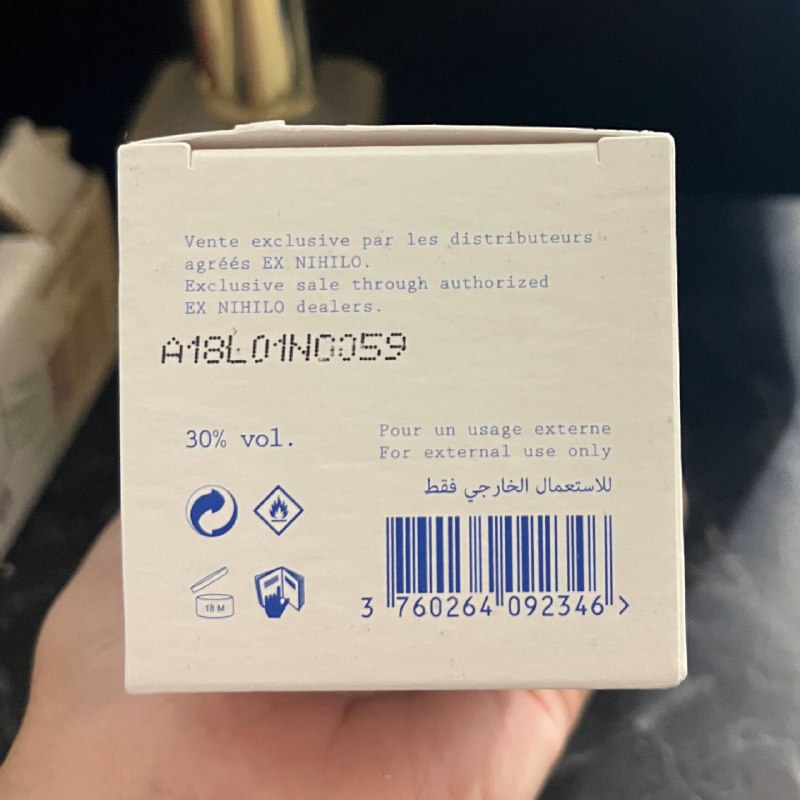 Vente exclusive par les distributeurs
agréés EX NIHILO.
Exclusive sale through authorized
EX NIHILO dealers.
A18L01N0059
30% vol.
Pour un usage externe
For external use only
للاستعمال الخارجي فقط
18 M
3 760264 092346 >